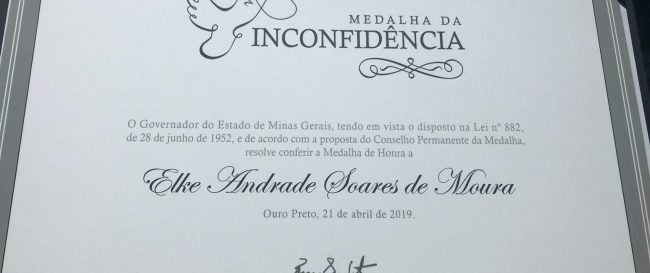 MEDALHA DA
INCONFIDÊNCIA
O Governador do Estado de Minas Gerais, tendo em vista o disposto na Lei nº 882,
de 28 de junho de 1952, e de acordo com a proposta do Conselho Permanente da Medalha,
resolve conferir a Medalha de Honra a
Elke Andrade Soares de Moura
Ouro Preto, 21 de abril de 2019.